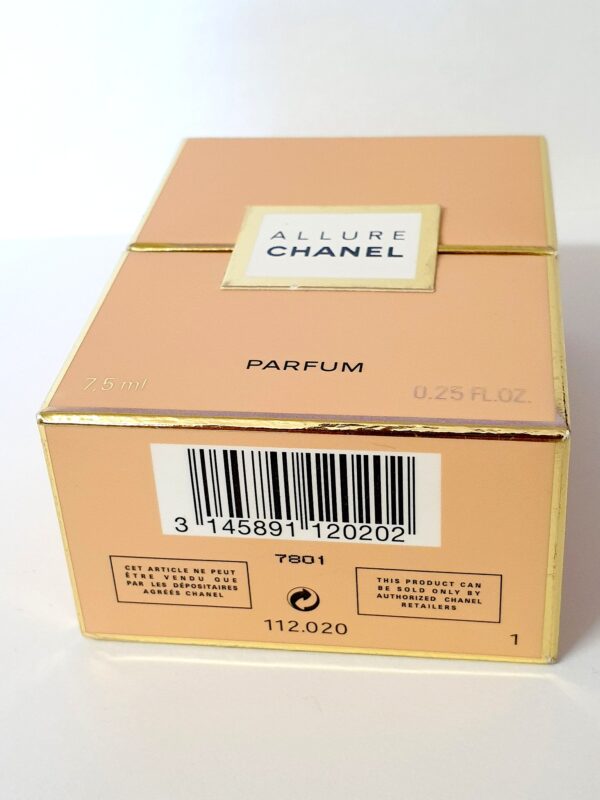 ALLURE
CHANEL
PARFUM
7,5 ml
0.25 FL.OZ.
3 145891 120202
7801
CET ARTICLE NE PEUT
ÊTRE VENDU QUE
PAR LES DÉPOSITAIRES
AGRÉÉS CHANEL
THIS PRODUCT CAN
BE SOLD ONLY BY
AUTHORIZED CHANEL
RETAILERS
112.020
1